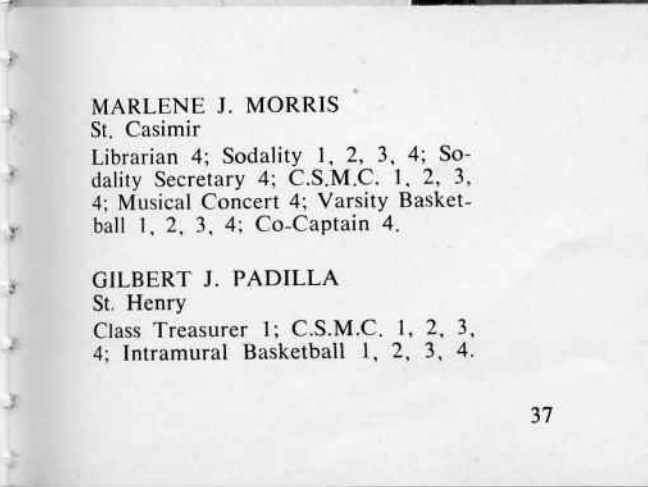 MARLENE J. MORRIS
St. Casimir
Librarian 4; Sodality 1, 2, 3, 4; So-
dality Secretary 4; C.S.M.C. 1, 2, 3,
4; Musical Concert 4; Varsity Basket-
ball 1, 2, 3, 4; Co-Captain 4.
GILBERT J. PADILLA
St. Henry
Class Treasurer 1; C.S.M.C. 1, 2, 3,
4; Intramural Basketball 1, 2, 3, 4.
37